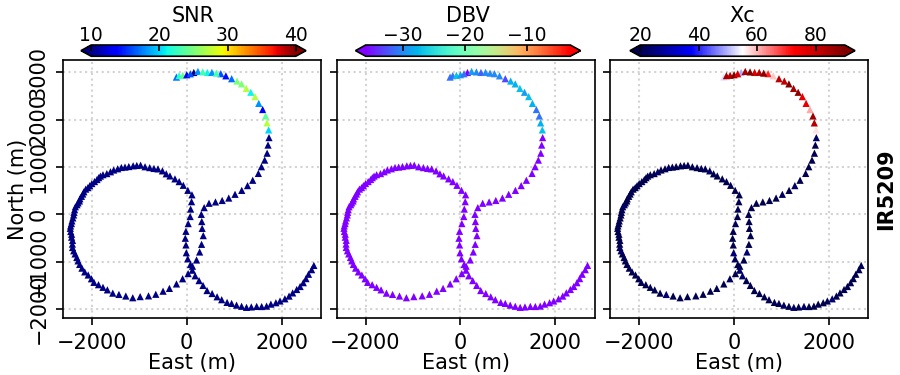 SNR
DBV
Xc
10 20 30 40
−30 −20 −10
20 40 60 80
North (m)
3000
2000
1000
0
−1000
−2000
−2000 0 2000
−2000 0 2000
−2000 0 2000
East (m)
East (m)
East (m)
IR5209